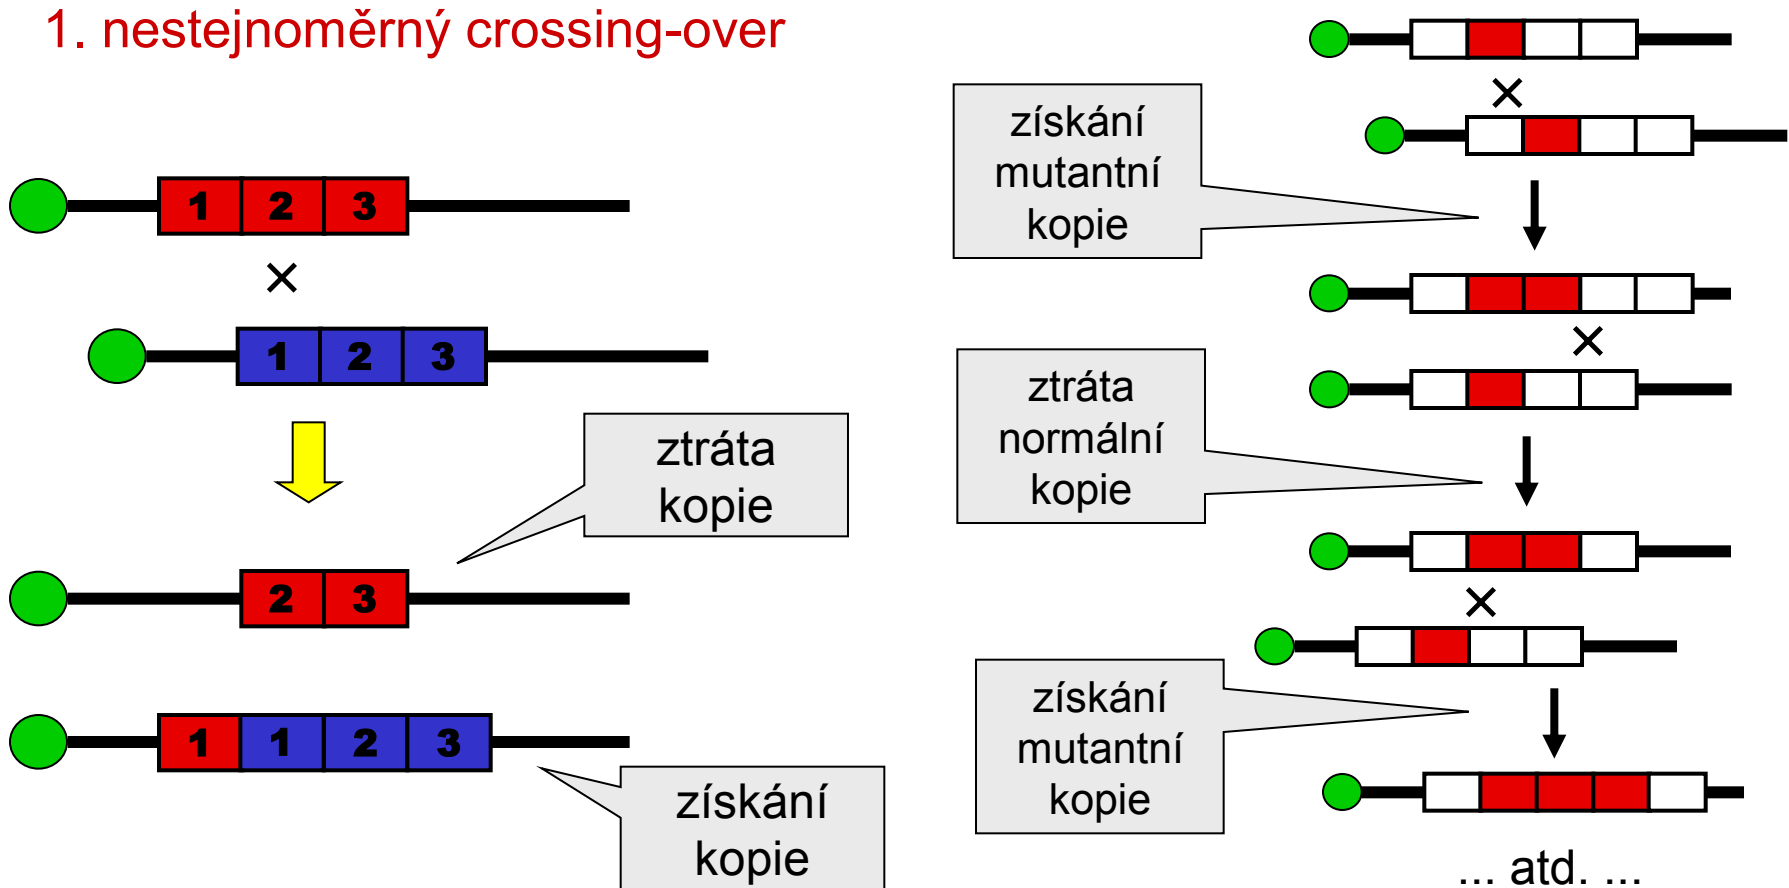 1. nestejnoměrný crossing-over
1 2 3
×
1 2 3
ztráta
kopie
2 3
1 1 2 3
získání
kopie
×
získání
mutantní
kopie
×
ztráta
normální
kopie
×
získání
mutantní
kopie
... atd. ...